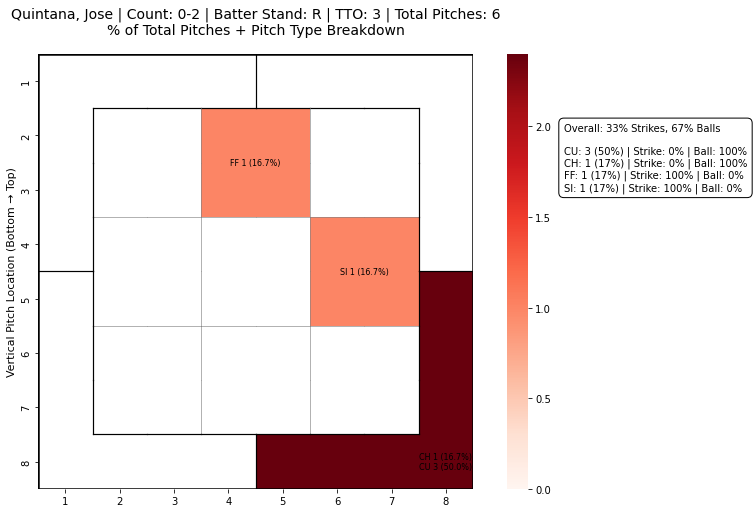 Quintana, Jose | Count: 0-2 | Batter Stand: R | TTO: 3 | Total Pitches: 6
% of Total Pitches + Pitch Type Breakdown
Vertical Pitch Location (Bottom → Top)
1
2
3
4
5
6
7
8
FF 1 (16.7%)
SI 1 (16.7%)
CH 1 (16.7%)
CU 3 (50.0%)
1 2 3 4 5 6 7 8
2.0
1.5
1.0
0.5
0.0
Overall: 33% Strikes, 67% Balls
CU: 3 (50%) | Strike: 0% | Ball: 100%
CH: 1 (17%) | Strike: 0% | Ball: 100%
FF: 1 (17%) | Strike: 100% | Ball: 0%
SI: 1 (17%) | Strike: 100% | Ball: 0%